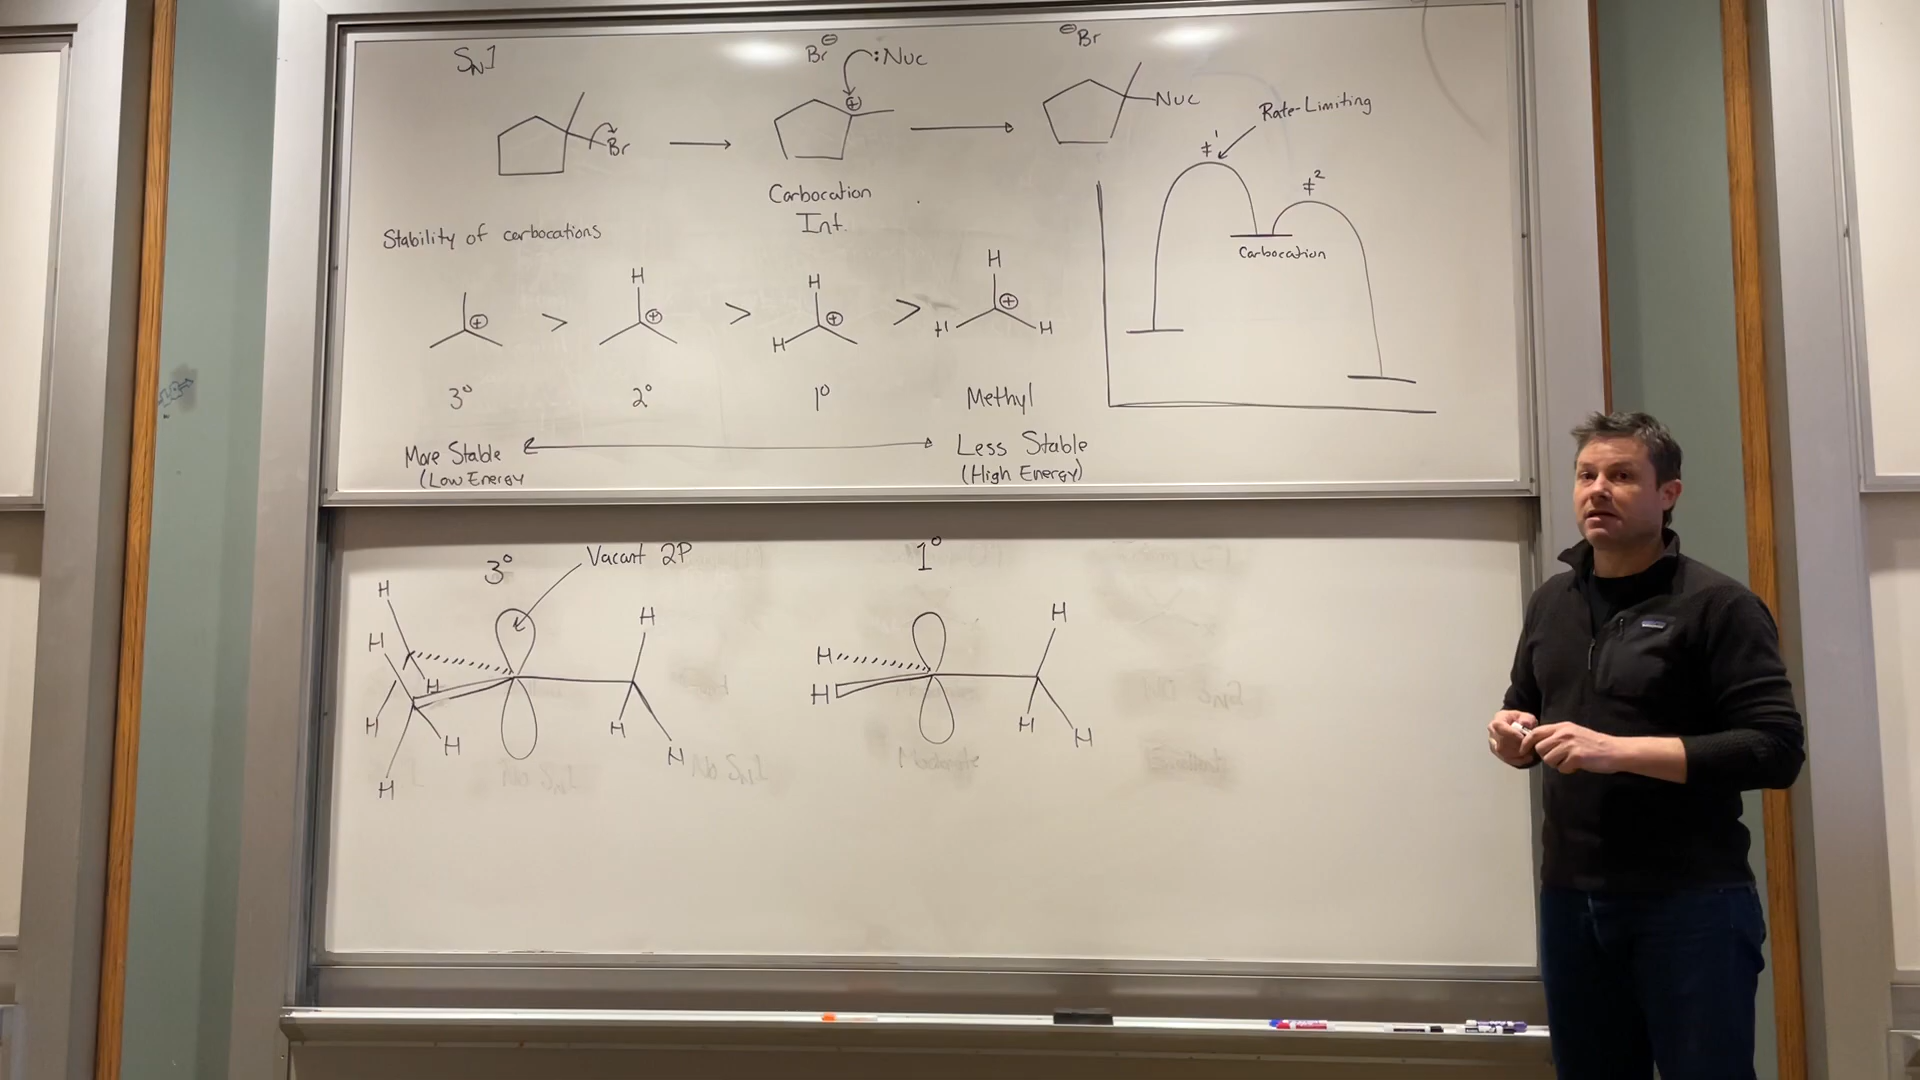 SN1
Br
Br⊖
:Nuc
⊕
⊖Br
Nuc
Rate-Limiting
‡1
‡2
Carbocation
Carbocation
Int.
Stability of carbocations
⊕
>
H
⊕
>
H
⊕
H
>
H
⊕
H
H
3°
2°
1°
Methyl
More Stable
(Low Energy
Less Stable
(High Energy)
3°
Vacant 2P
H
H
H
H
H
H
H
H
H
1°
H
H
H
H
H